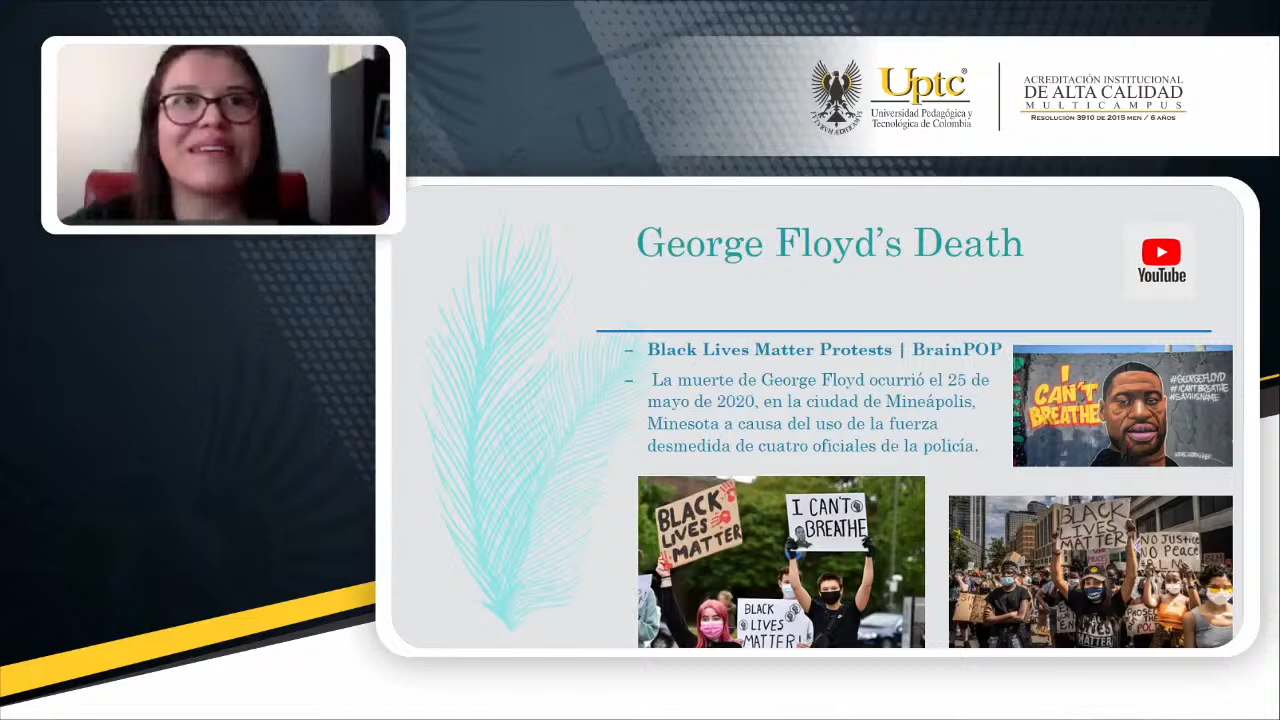 Uptc®
Universidad Pedagógica y
Tecnológica de Colombia
ACREDITACIÓN INSTITUCIONAL
DE ALTA CALIDAD
MULTICAMPUS
RESOLUCIÓN 3910 DE 2015 MEN / 6 AÑOS
George Floyd's Death
YouTube
– Black Lives Matter Protests | BrainPOP
– La muerte de George Floyd ocurrió el 25 de
mayo de 2020, en la ciudad de Mineápolis,
Minesota a causa del uso de la fuerza
desmedida de cuatro oficiales de la policía.
I
CAN'T
BREATHE
#GEORGEFLOYD
#ICANTBREATHE
#SAYHISNAME
BLACK
LIVES
MATTER
I CAN'T
BREATHE
BLACK
LIVES
MATTER!
BLACK
LIVES
MATTER
NO JUSTICE
NO PEACE
BLM